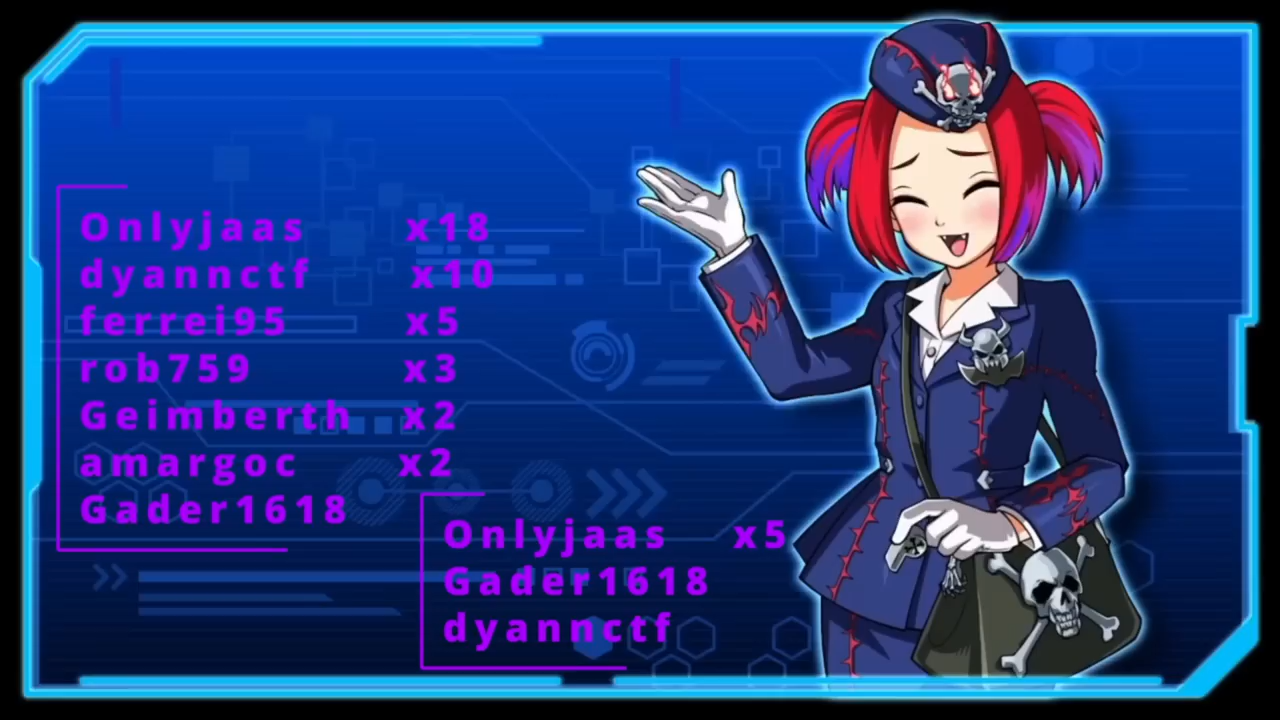 Onlyjaas x18
dyannctf x10
ferrei95 x5
rob759 x3
Geimberth x2
amargoc x2
Gader1618
Onlyjaas x5
Gader1618
dyannctf